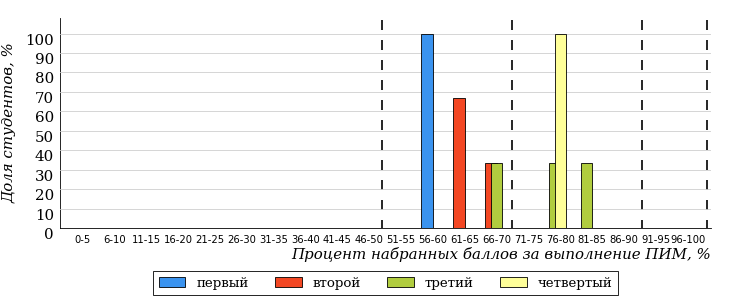 Доля студентов, %
100
90
80
70
60
50
40
30
20
10
0
0-5 6-10 11-15 16-20 21-25 26-30 31-35 36-40 41-45 46-50 51-55 56-60 61-65 66-70 71-75 76-80 81-85 86-90 91-95 96-100
Процент набранных баллов за выполнение ПИМ, %
первый второй третий четвертый